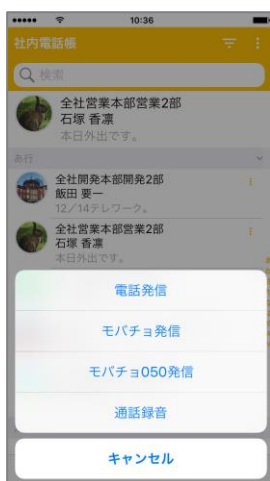 10:36
社内電話帳
検索
全社営業本部営業2部
石塚 香凛
本日外出です。
あ行
全社開発本部開発2部
飯田 要一
12/14テレワーク。
全社営業本部営業2部
石塚 香凛
本日外出です。
電話発信
モバチョ発信
モバチョ050発信
通話録音
キャンセル